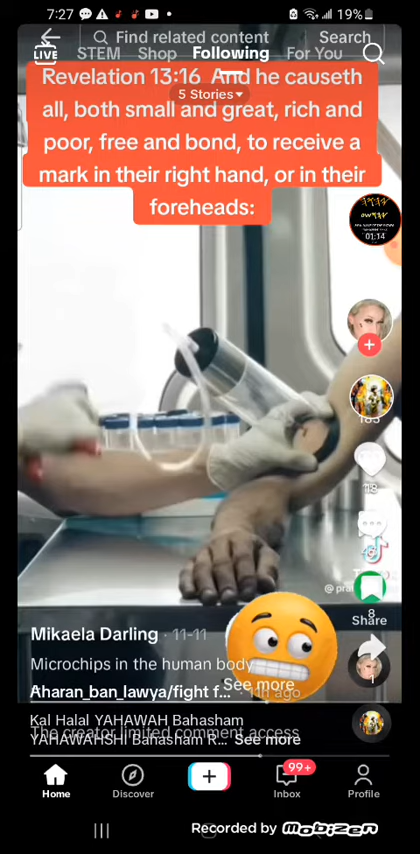 7:27
19%
Find related content
Search
LIVE
STEM
Shop
Following
For You
Revelation 13:16 And he causeth
5 Stories
all, both small and great, rich and
poor, free and bond, to receive a
mark in their right hand, or in their
foreheads:
01:14
118
@ prai
8
Share
Mikaela Darling · 11-11
Microchips in the human body
See more
Aharan_ban_lawya/fight f... · 11h ago
Kal Halal YAHAWAH Bahasham
The creator limited comment access
YAHAWAHSHI Bahasham R... See more
99+
Home
Discover
Inbox
Profile
Recorded by Mobizen